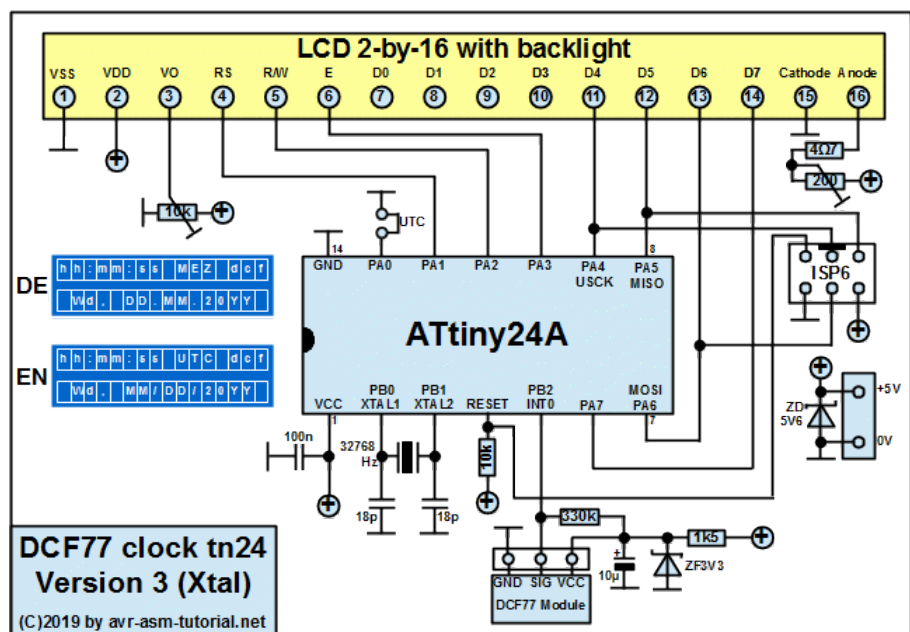 LCD 2-by-16 with backlight
VSS VDD VO RS R/W E D0 D1 D2 D3 D4 D5 D6 D7 Cathode Anode
1 2 3 4 5 6 7 8 9 10 11 12 13 14 15 16
4Ω7
200
10k
UTC
14 8
GND PA0 PA1 PA2 PA3 PA4 PA5
USCK MISO
ISP6
DE
hh:mm:ss MEZ dcf
Wd, DD.MM.20YY
ATtiny24A
EN
hh:mm:ss UTC dcf
Wd, MM/DD/20YY
PB0 PB1 PB2 MOSI
VCC XTAL1 XTAL2 RESET INT0 PA7 PA6
1 7
ZD
5V6
+5V
0V
100n
32768
Hz
10k
18p 18p
330k
1k5
+
10µ
ZF3V3
GND SIG VCC
DCF77 Module
DCF77 clock tn24
Version 3 (Xtal)
(C)2019 by avr-asm-tutorial.net